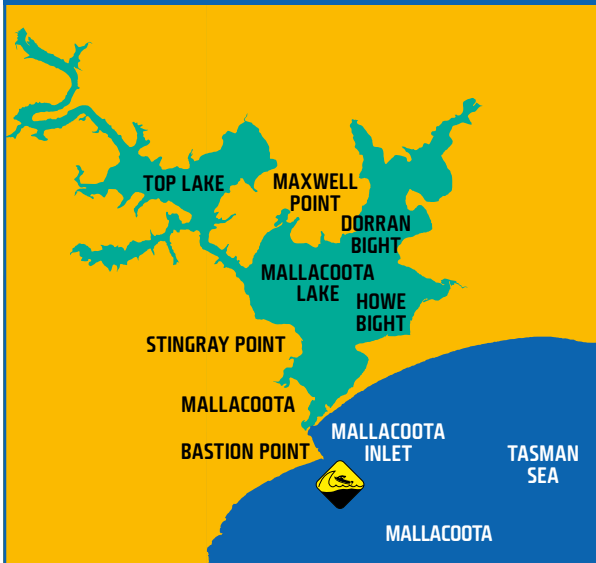 TOP LAKE
MAXWELL
POINT
DORRAN
BIGHT
MALLACOOTA
LAKE
HOWE
BIGHT
STINGRAY POINT
MALLACOOTA
BASTION POINT
MALLACOOTA
INLET
TASMAN
SEA
MALLACOOTA